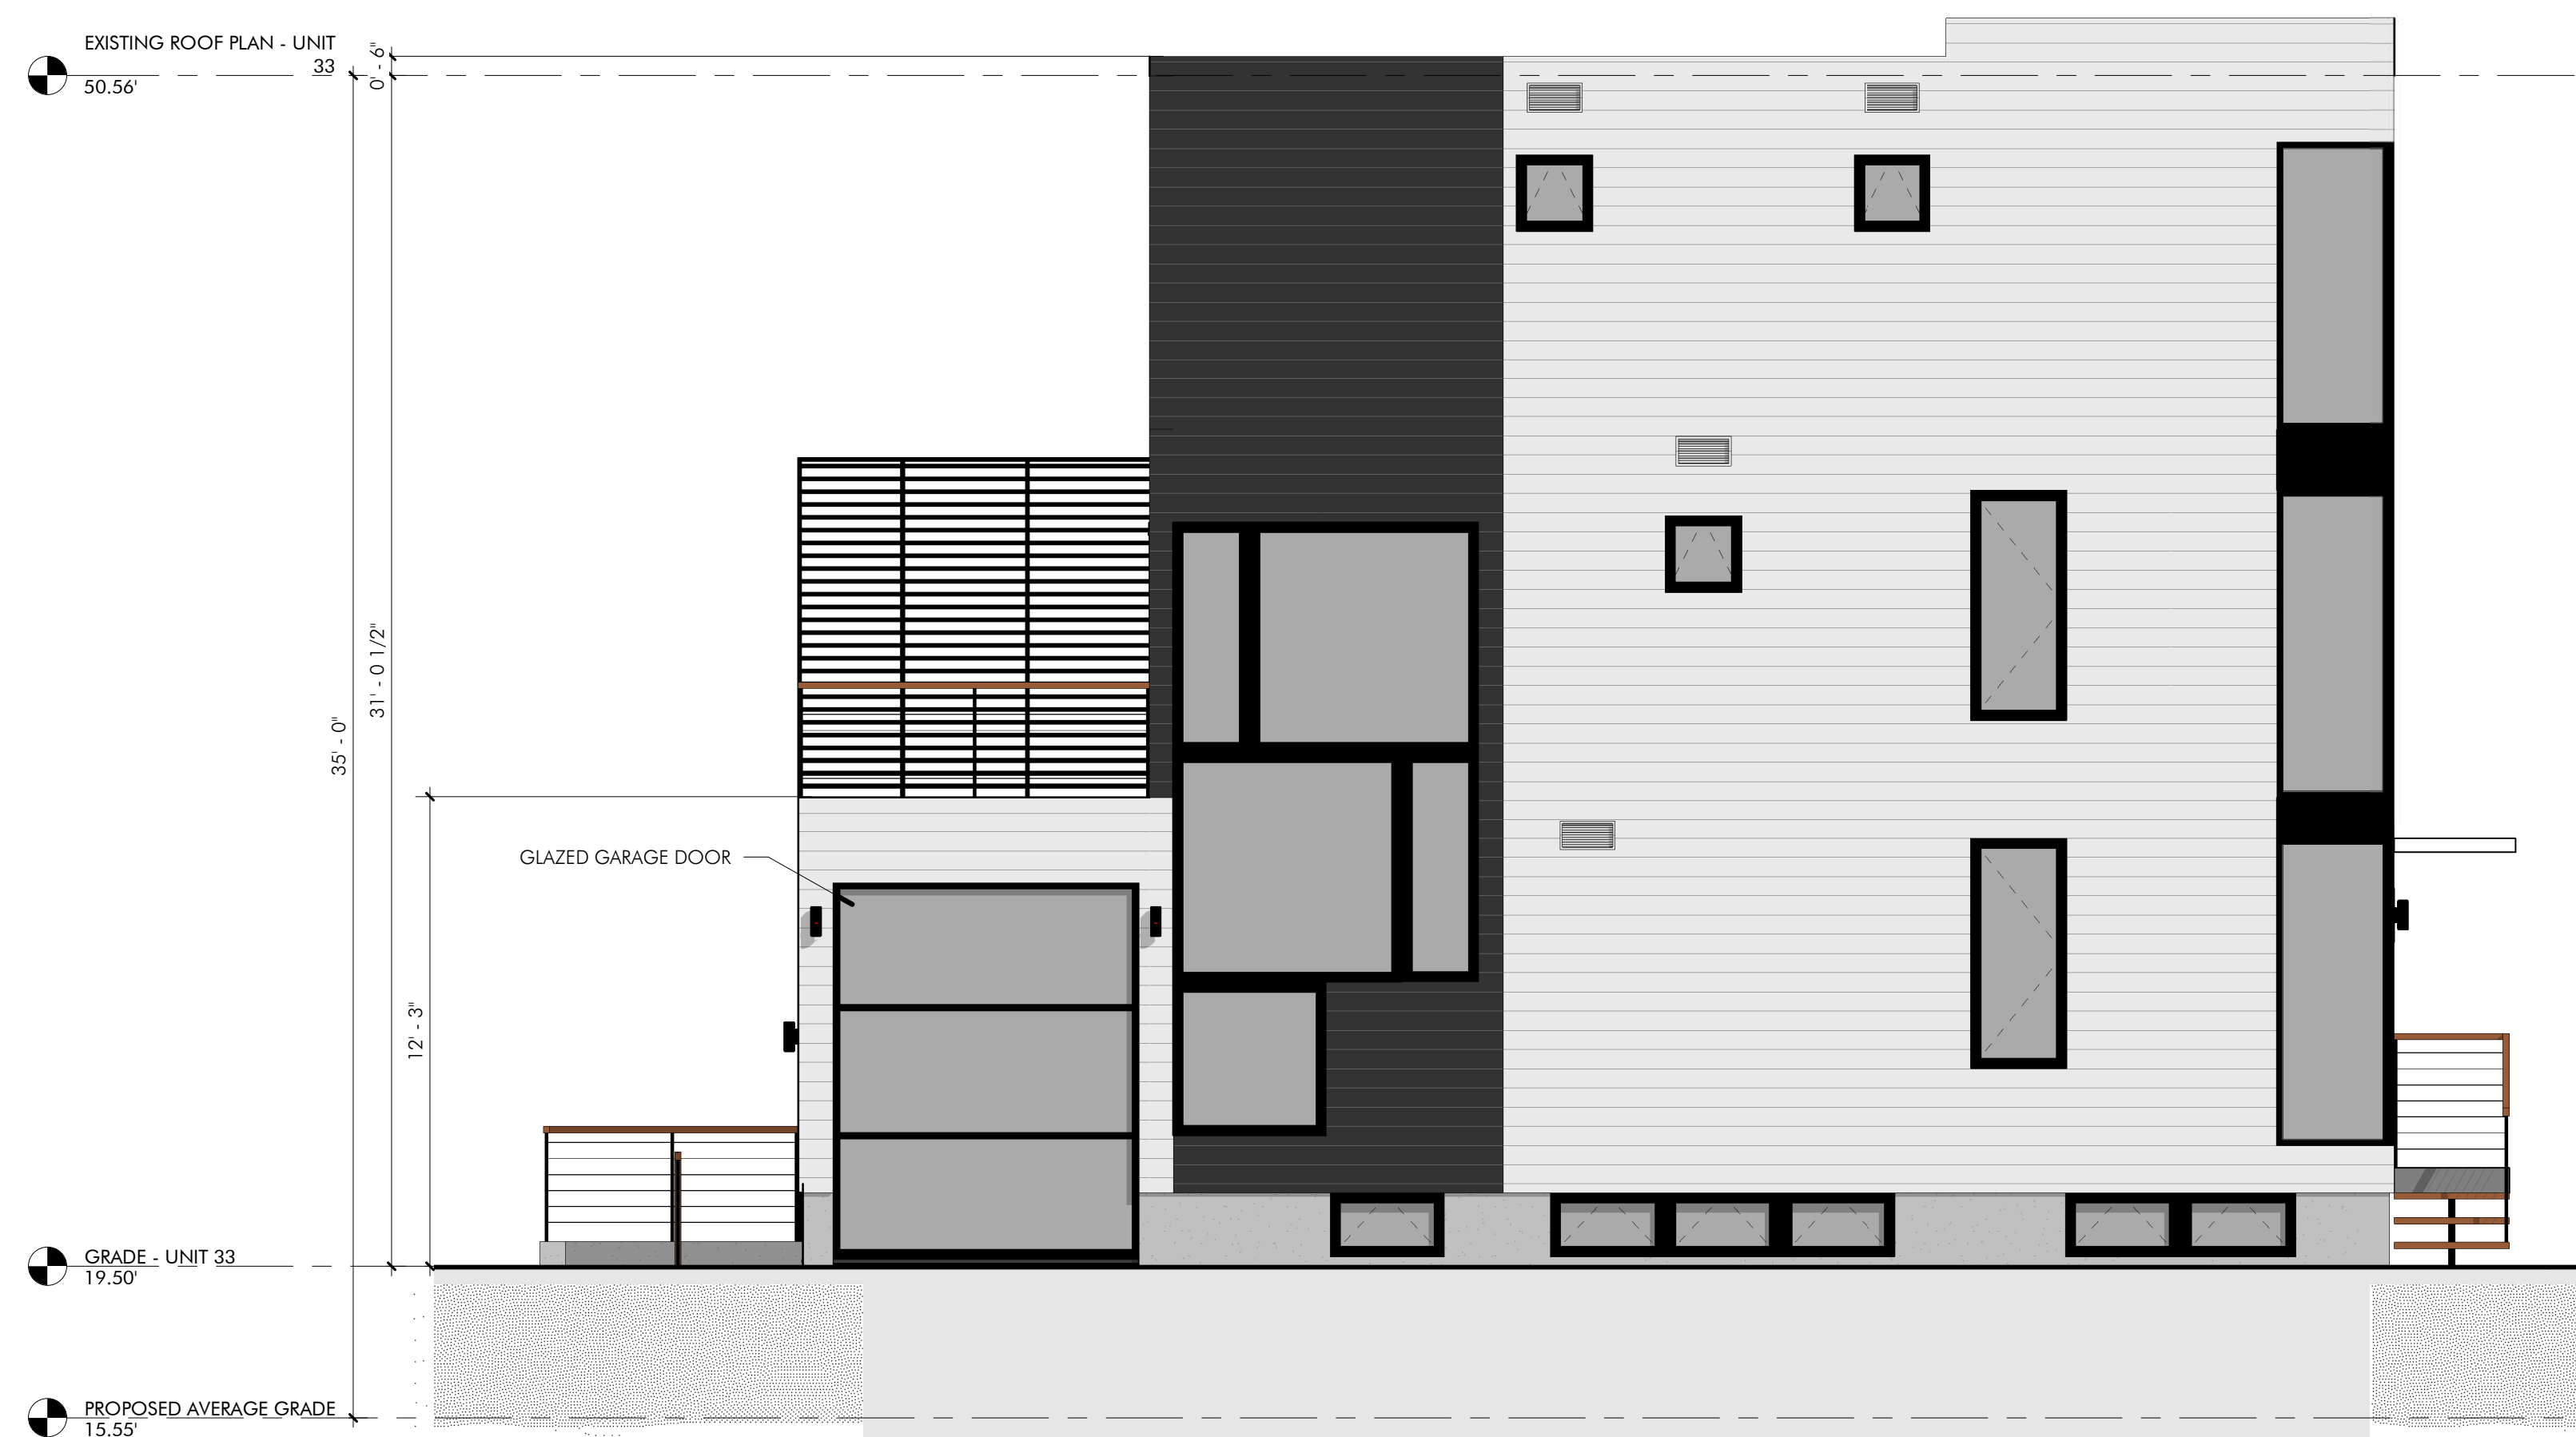 EXISTING ROOF PLAN - UNIT
33
50.56'
0' - 6"
31' - 0 1/2"
35' - 0"
GLAZED GARAGE DOOR
12' - 3"
GRADE - UNIT 33
19.50'
PROPOSED AVERAGE GRADE
15.55'